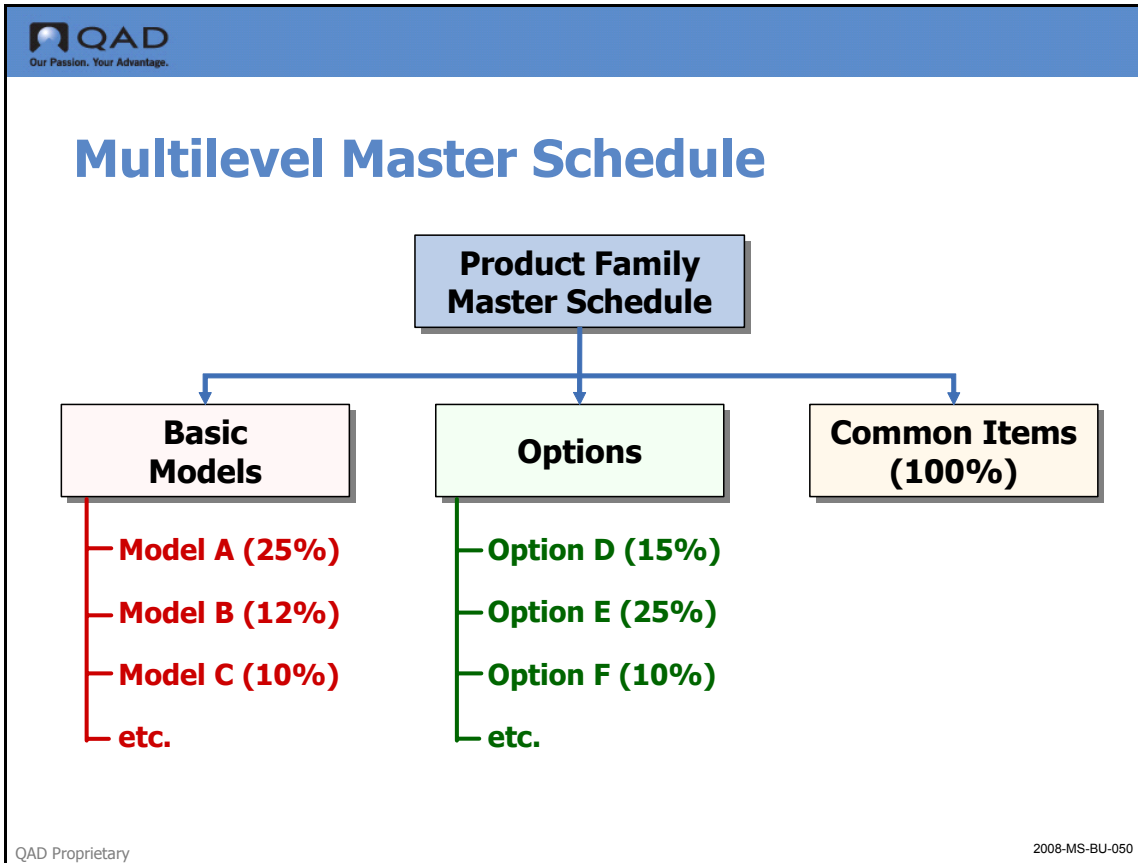 QAD
Our Passion. Your Advantage.
Multilevel Master Schedule
Product Family
Master Schedule
Basic
Models
Options
Common Items
(100%)
Model A (25%)
Model B (12%)
Model C (10%)
etc.
Option D (15%)
Option E (25%)
Option F (10%)
etc.
QAD Proprietary
2008-MS-BU-050